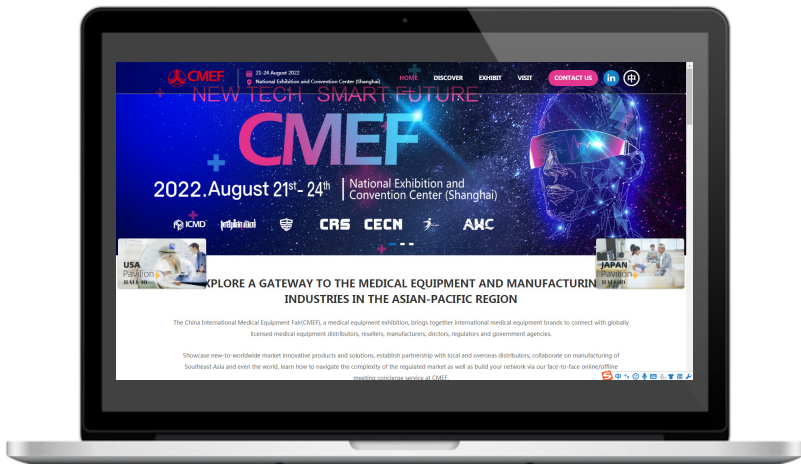 CMEF
21-24 August 2022
National Exhibition and Convention Center (Shanghai)
HOME DISCOVER EXHIBIT VISIT CONTACT US in 中
NEW TECH SMART FUTURE
CMEF
2022.August 21st- 24th
National Exhibition and
Convention Center (Shanghai)
ICMD
CRS CECN
USA
Pavilion
HALL 10
JAPAN
Pavilion
HALL 10
XPLORE A GATEWAY TO THE MEDICAL EQUIPMENT AND MANUFACTURIN
INDUSTRIES IN THE ASIAN-PACIFIC REGION
The China International Medical Equipment Fair(CMEF), a medical equipment exhibition, brings together international medical equipment brands to connect with globally
licensed medical equipment distributors, resellers, manufacturers, doctors, regulators and government agencies.
Showcase new-to-worldwide market innovative products and solutions, establish partnership with local and overseas distributors, collaborate on manufacturing of
Southeast Asia and even the world, learn how to navigate the complexity of the regulated market as well as build your network via our face-to-face online/offline
meeting concierge service at CMEF.
中